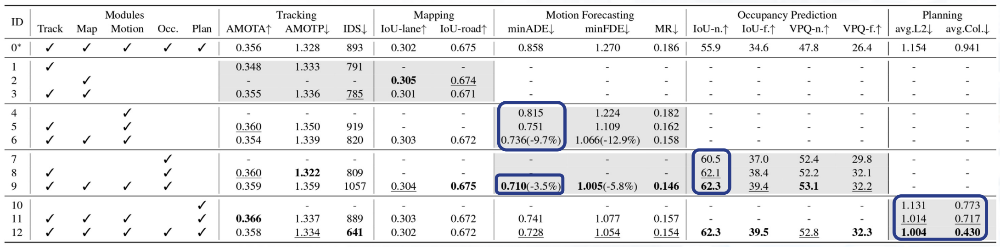 ID Modules Tracking Mapping Motion Forecasting Occupancy Prediction Planning
Track Map Motion Occ. Plan AMOTA↑ AMOTP↓ IDS↓ IoU-lane↑ IoU-road↑ minADE↓ minFDE↓ MR↓ IoU-n.↑ IoU-f.↑ VPQ-n.↑ VPQ-f.↑ avg.L2↓ avg.Col.↓
0* ✓ ✓ ✓ ✓ ✓ 0.356 1.328 893 0.302 0.675 0.858 1.270 0.186 55.9 34.6 47.8 26.4 1.154 0.941
1 ✓ 0.348 1.333 791 - - - - - - - - - - -
2 ✓ - - - 0.305 0.674 - - - - - - - - -
3 ✓ ✓ 0.355 1.336 785 0.301 0.671 - - - - - - - - -
4 ✓ - - - - - 0.815 1.224 0.182 - - - - - -
5 ✓ ✓ 0.360 1.350 919 - - 0.751 1.109 0.162 - - - - - -
6 ✓ ✓ ✓ 0.354 1.339 820 0.303 0.672 0.736(-9.7%) 1.066(-12.9%) 0.158 - - - - - -
7 ✓ - - - - - - - - 60.5 37.0 52.4 29.8 - -
8 ✓ ✓ 0.360 1.322 809 - - - - - 62.1 38.4 52.2 32.1 - -
9 ✓ ✓ ✓ ✓ 0.359 1.359 1057 0.304 0.675 0.710(-3.5%) 1.005(-5.8%) 0.146 62.3 39.4 53.1 32.2 - -
10 ✓ - - - - - - - - - - - 1.131 0.773
11 ✓ ✓ ✓ ✓ 0.366 1.337 889 0.303 0.672 0.741 1.077 0.157 - - - - 1.014 0.717
12 ✓ ✓ ✓ ✓ ✓ 0.358 1.334 641 0.302 0.672 0.728 1.054 0.154 62.3 39.5 52.8 32.3 1.004 0.430